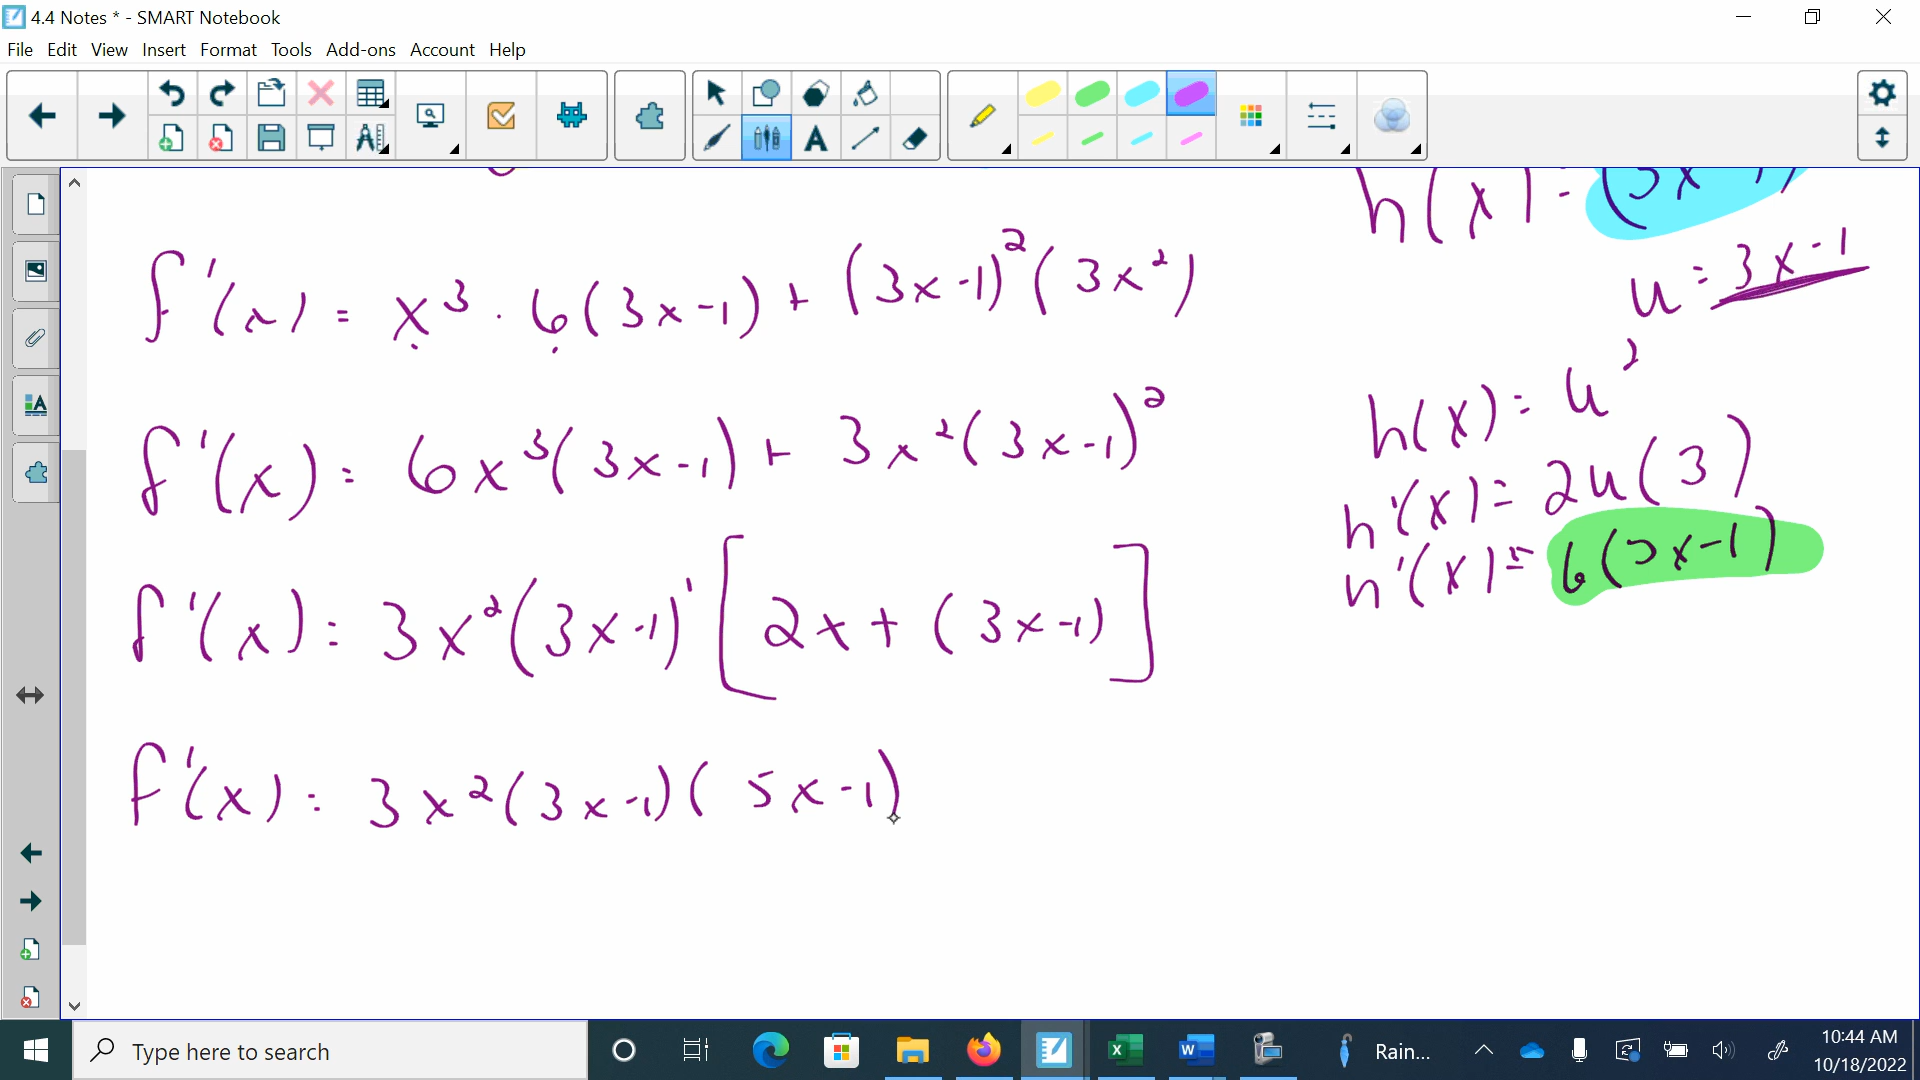 4.4 Notes * - SMART Notebook
File Edit View Insert Format Tools Add-ons Account Help
f'(x) = x³ · 6(3x-1) + (3x-1)²(3x²)
f'(x) = 6x³(3x-1) + 3x²(3x-1)²
f'(x) = 3x²(3x-1)' [2x + (3x-1)]
f'(x) = 3x²(3x-1)(5x-1)
h(x) =
u = 3x-1
h(x) = u²
h'(x) = 2u(3)
h'(x) = 6(3x-1)
Type here to search
Rain...
10:44 AM
10/18/2022